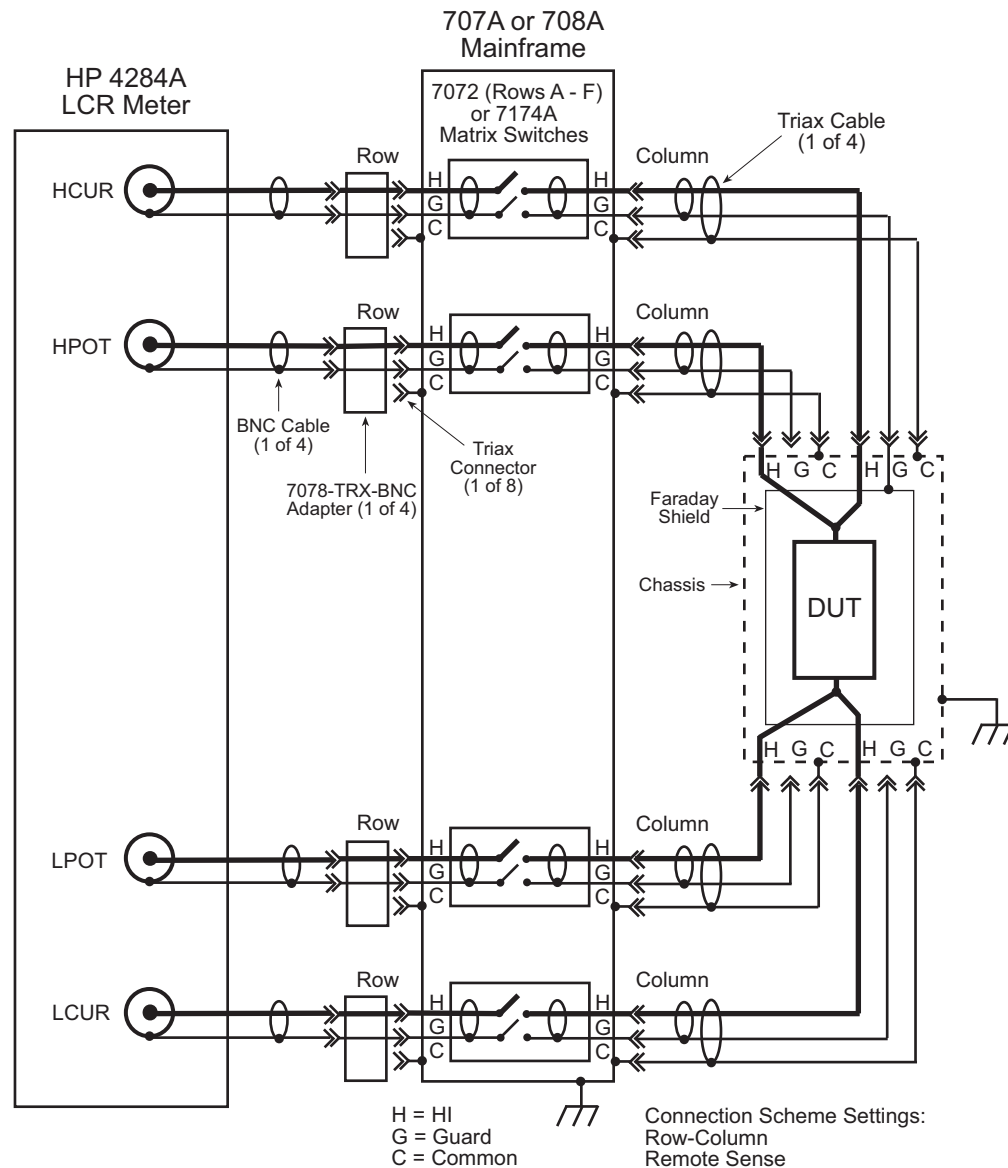 707A or 708A
Mainframe
HP 4284A
LCR Meter
7072 (Rows A - F)
or 7174A
Matrix Switches
Triax Cable
(1 of 4)
Row
Column
HCUR
H
G
C
H
G
C
Row
Column
HPOT
H
G
C
H
G
C
BNC Cable
(1 of 4)
7078-TRX-BNC
Adapter (1 of 4)
Triax
Connector
(1 of 8)
H G C H G C
Faraday
Shield
Chassis
DUT
H G C H G C
Row
Column
LPOT
H
G
C
H
G
C
Row
Column
LCUR
H
G
C
H
G
C
H = HI
G = Guard
C = Common
Connection Scheme Settings:
Row-Column
Remote Sense